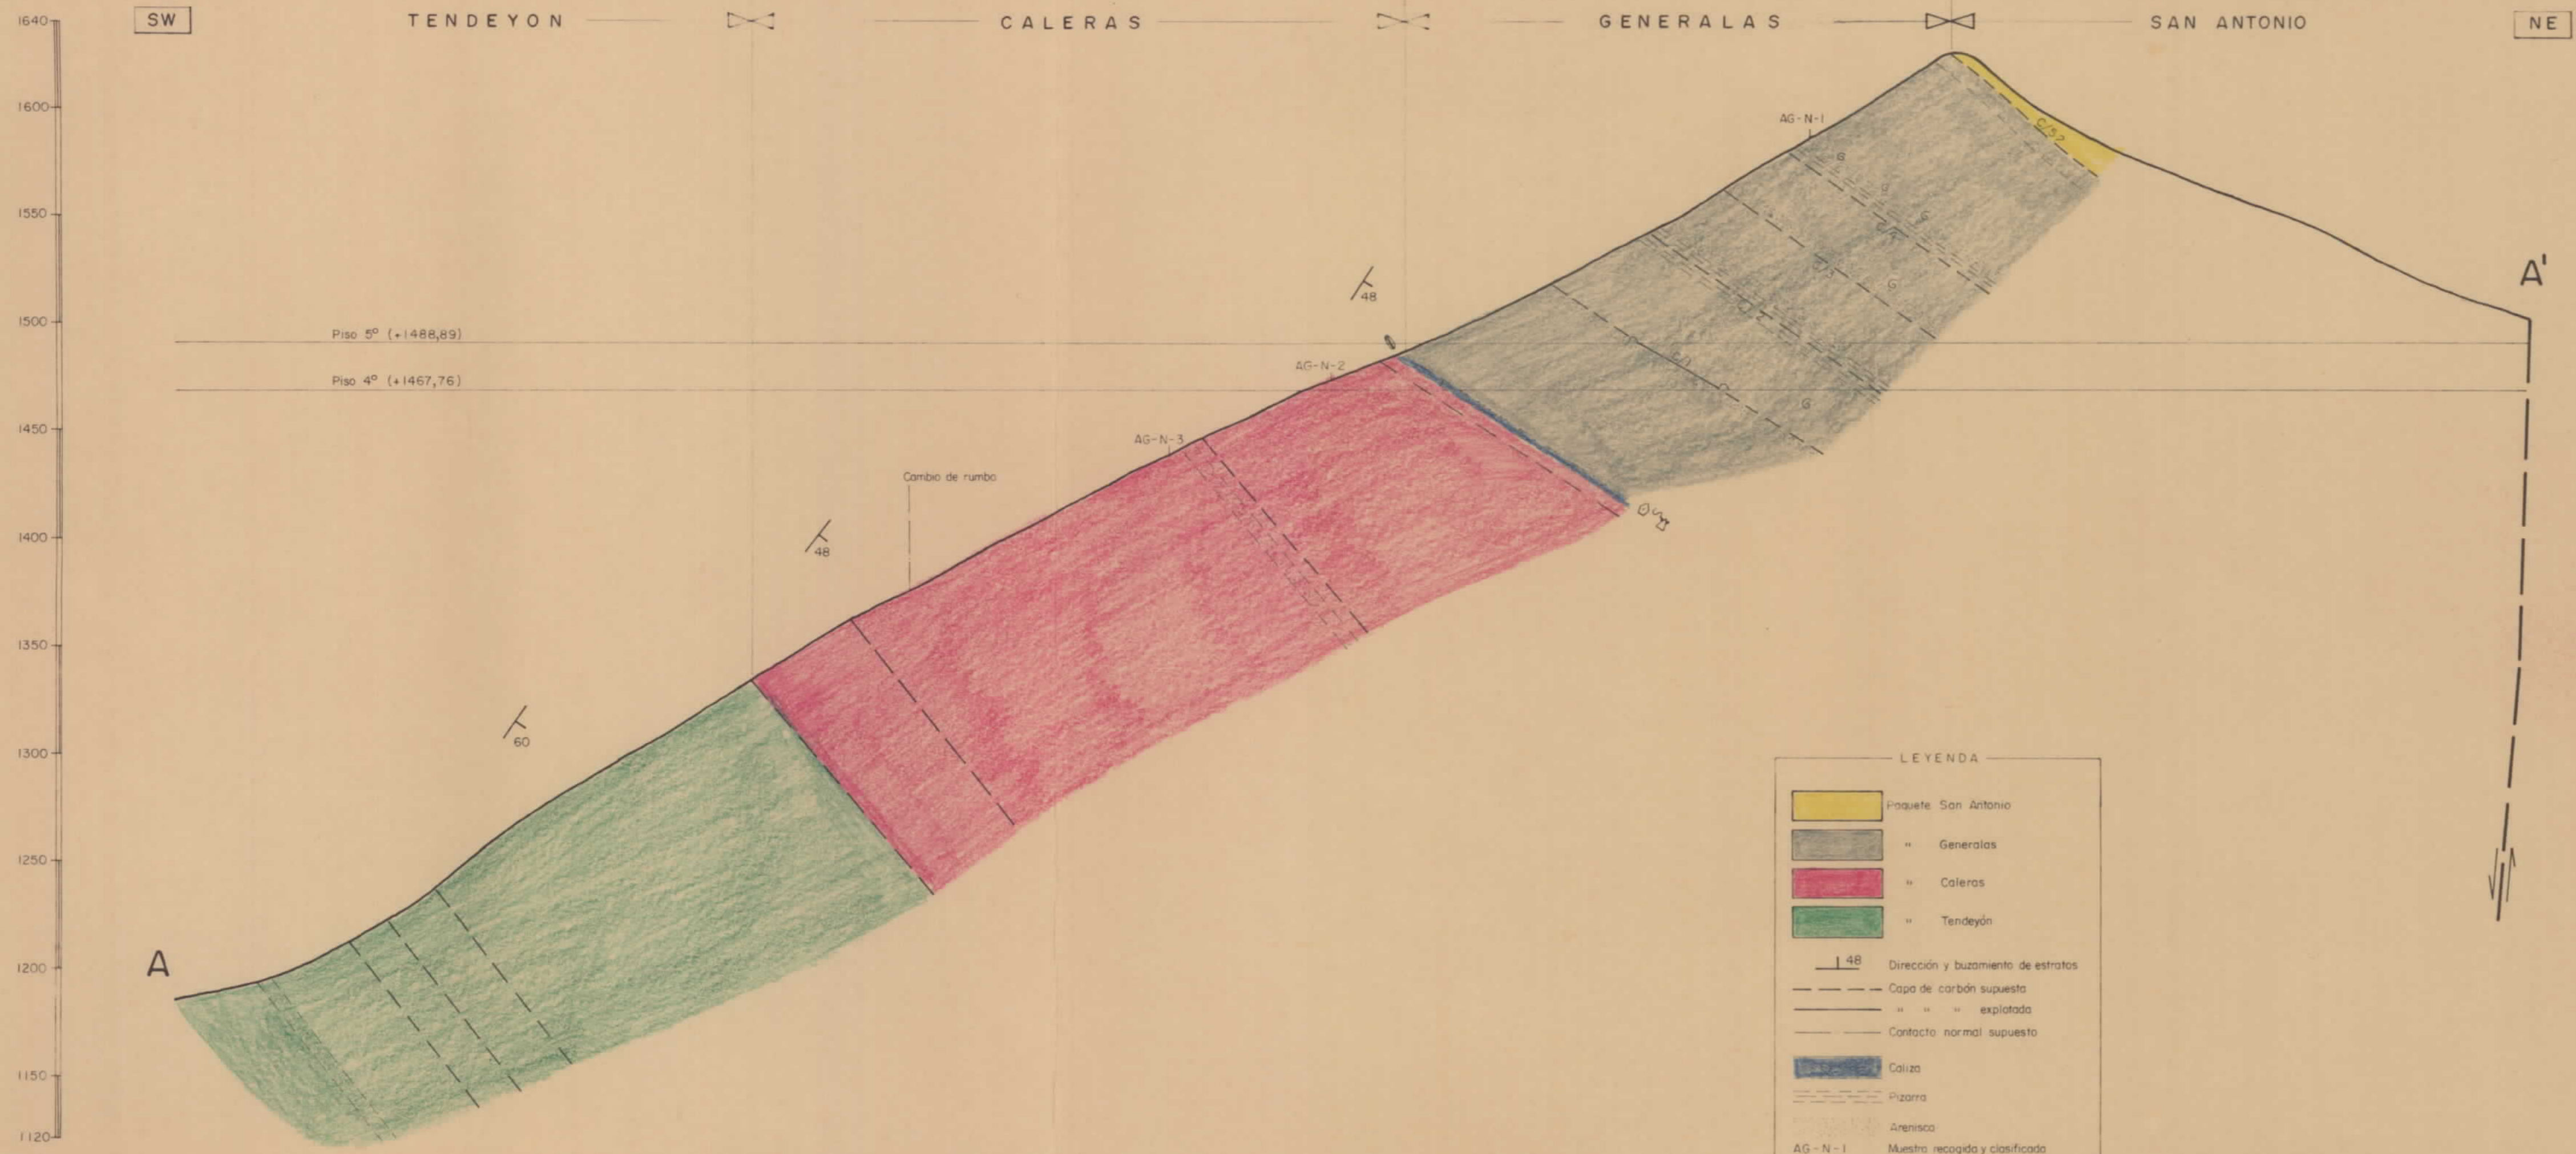 SW TENDEYON CALERAS GENERALAS SAN ANTONIO NE
1640
1600
1550
1500
1450
1400
1350
1300
1250
1200
1150
1120
AG-N-1
C/5ª
G
G
G
G
G
C/1
A'
48
Piso 5º (+1488,89)
Piso 4º (+1467,76)
AG-N-2
AG-N-3
Cambio de rumbo
48
60
A
LEYENDA
Paquete San Antonio
" Generalas
" Caleras
" Tendeyón
48 Dirección y buzamiento de estratos
Capa de carbón supuesta
" " " explotada
Contacto normal supuesto
Caliza
Pizarra
Arenisca
AG-N-1 Muestra recogida y clasificada